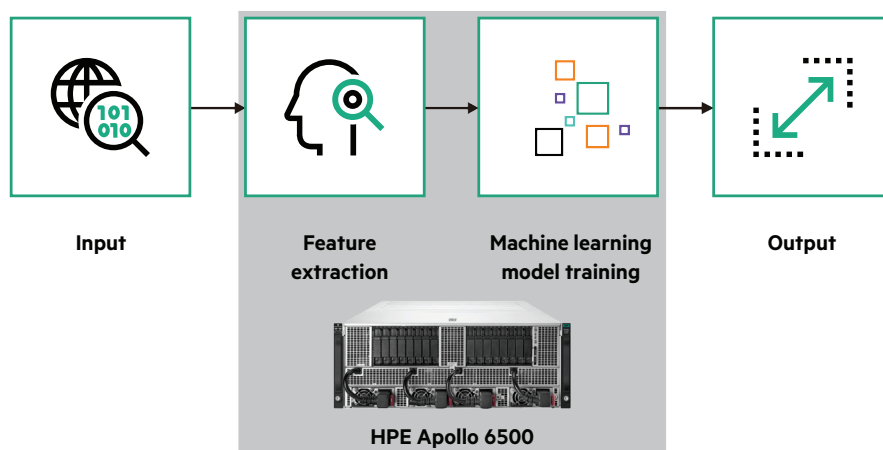 101
010
Input
Feature
extraction
Machine learning
model training
Output
HPE Apollo 6500